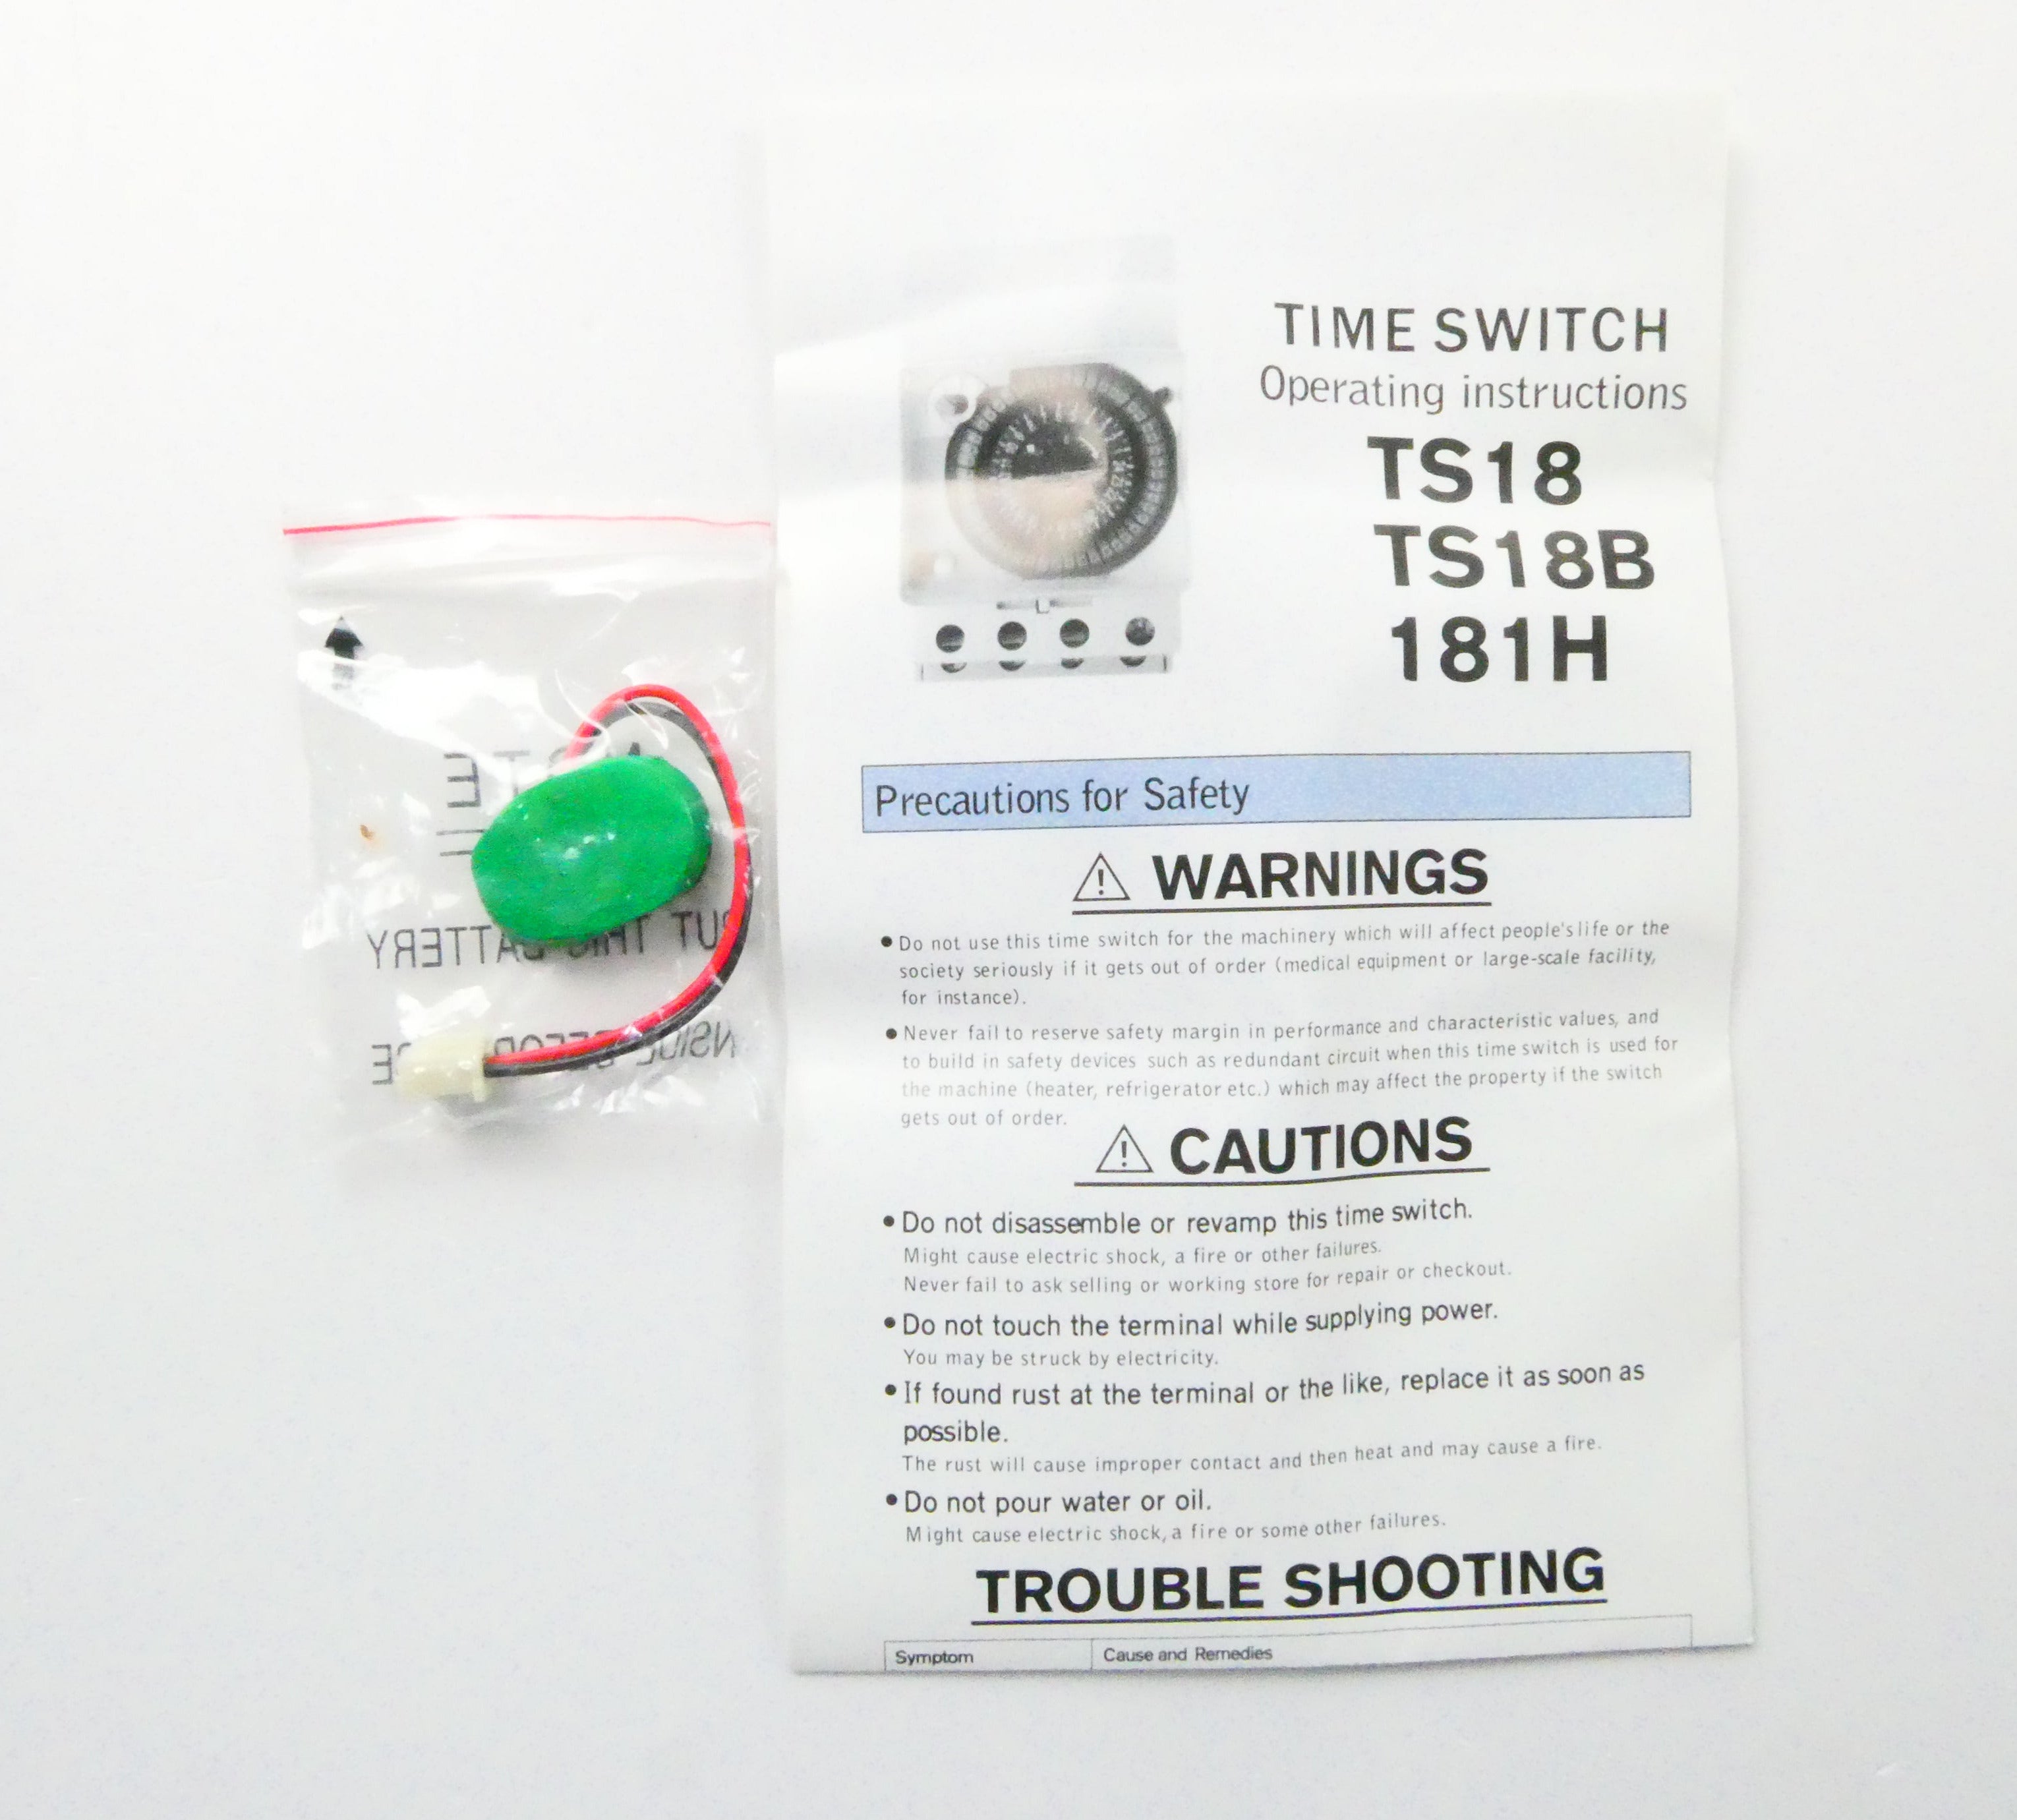 TIME SWITCH
Operating instructions
TS18
TS18B
181H
Precautions for Safety
WARNINGS
● Do not use this time switch for the machinery which will affect people's life or the
society seriously if it gets out of order (medical equipment or large-scale facility,
for instance).
● Never fail to reserve safety margin in performance and characteristic values, and
to build in safety devices such as redundant circuit when this time switch is used for
the machine (heater, refrigerator etc.) which may affect the property if the switch
gets out of order.
CAUTIONS
● Do not disassemble or revamp this time switch.
Might cause electric shock, a fire or other failures.
Never fail to ask selling or working store for repair or checkout.
● Do not touch the terminal while supplying power.
You may be struck by electricity.
● If found rust at the terminal or the like, replace it as soon as
possible.
The rust will cause improper contact and then heat and may cause a fire.
● Do not pour water or oil.
Might cause electric shock, a fire or some other failures.
TROUBLE SHOOTING
Symptom
Cause and Remedies
PUT THIS BATTERY